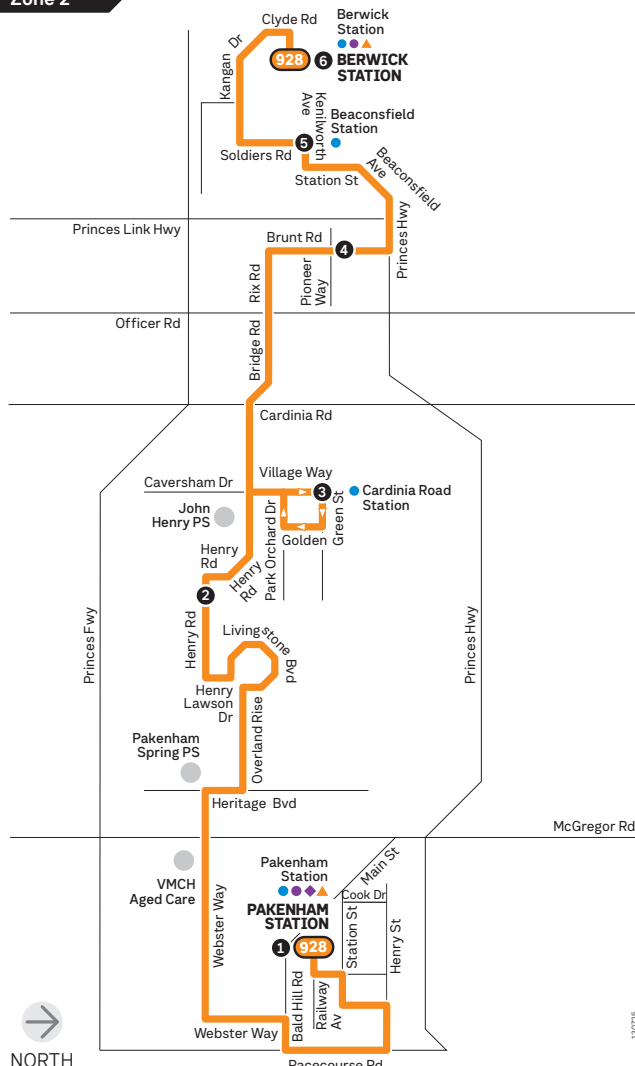 Zone 2
Clyde Rd
Berwick
Station
928
6
BERWICK
STATION
Kangan Dr
Kenilworth
Ave
Beaconsfield
Station
5
Soldiers Rd
Station St
Beaconsfield
Ave
Princes Link Hwy
Brunt Rd
4
Princes Hwy
Rix Rd
Pioneer
Way
Officer Rd
Bridge Rd
Cardinia Rd
Caversham Dr
Village Way
3
Cardinia Road
Station
John
Henry PS
Park Orchard Dr
Golden
Green St
Henry
Rd
Henry
Rd
2
Princes Fwy
Henry Rd
Livingstone
Bvd
Princes Hwy
Henry
Lawson
Dr
Overland Rise
Pakenham
Spring PS
Heritage Bvd
McGregor Rd
VMCH
Aged Care
Pakenham
Station
Main St
Cook Dr
PAKENHAM
STATION
1
928
Webster Way
Station St
Henry St
Bald Hill Rd
Railway
Av
Webster Way
Racecourse Rd
NORTH